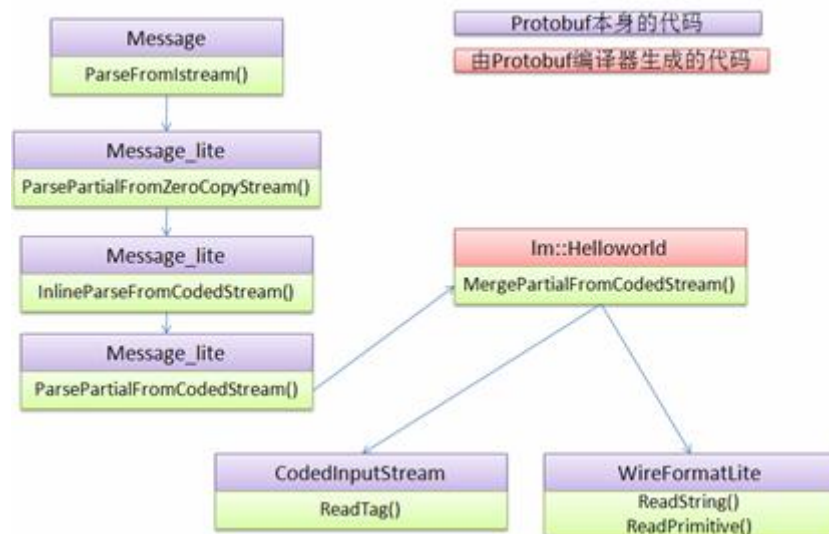 Message
ParseFromIstream()
Message_lite
ParsePartialFromZeroCopyStream()
Message_lite
InlineParseFromCodedStream()
Message_lite
ParsePartialFromCodedStream()
Protobuf本身的代码
由Protobuf编译器生成的代码
lm::Helloworld
MergePartialFromCodedStream()
CodedInputStream
ReadTag()
WireFormatLite
ReadString()
ReadPrimitive()